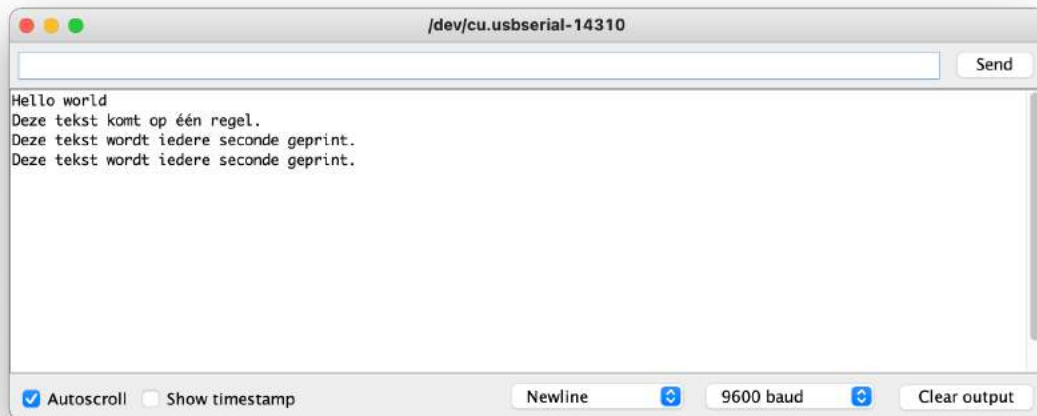 /dev/cu.usbserial-14310
Send
Hello world
Deze tekst komt op één regel.
Deze tekst wordt iedere seconde geprint.
Deze tekst wordt iedere seconde geprint.
Autoscroll Show timestamp Newline 9600 baud Clear output